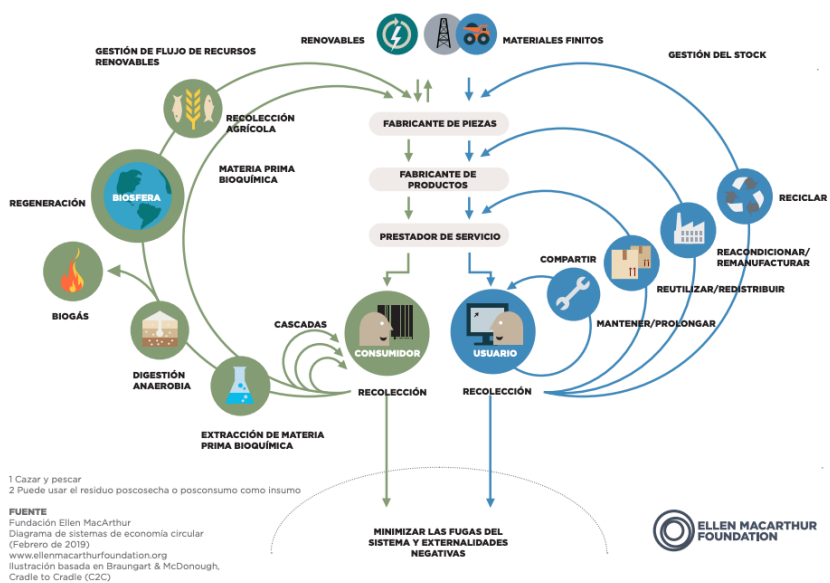 RENOVABLES
MATERIALES FINITOS
GESTIÓN DE FLUJO DE RECURSOS
RENOVABLES
GESTIÓN DEL STOCK
RECOLECCIÓN
AGRÍCOLA
FABRICANTE DE PIEZAS
MATERIA PRIMA
BIOQUÍMICA
FABRICANTE DE
PRODUCTOS
BIÓSFERA
REGENERACIÓN
RECICLAR
PRESTADOR DE SERVICIO
REACONDICIONAR/
REMANUFACTURAR
COMPARTIR
REUTILIZAR/REDISTRIBUIR
BIOGÁS
CASCADAS
MANTENER/PROLONGAR
CONSUMIDOR
USUARIO
DIGESTIÓN
ANAEROBIA
RECOLECCIÓN
RECOLECCIÓN
EXTRACCIÓN DE MATERIA
PRIMA BIOQUÍMICA
1 Cazar y pescar
2 Puede usar el residuo poscosecha o posconsumo como insumo
FUENTE
Fundación Ellen MacArthur
Diagrama de sistemas de economía circular
(Febrero de 2019)
www.ellenmacarthurfoundation.org
Ilustración basada en Braungart & McDonough,
Cradle to Cradle (C2C)
MINIMIZAR LAS FUGAS DEL
SISTEMA Y EXTERNALIDADES
NEGATIVAS
ELLEN MACARTHUR
FOUNDATION